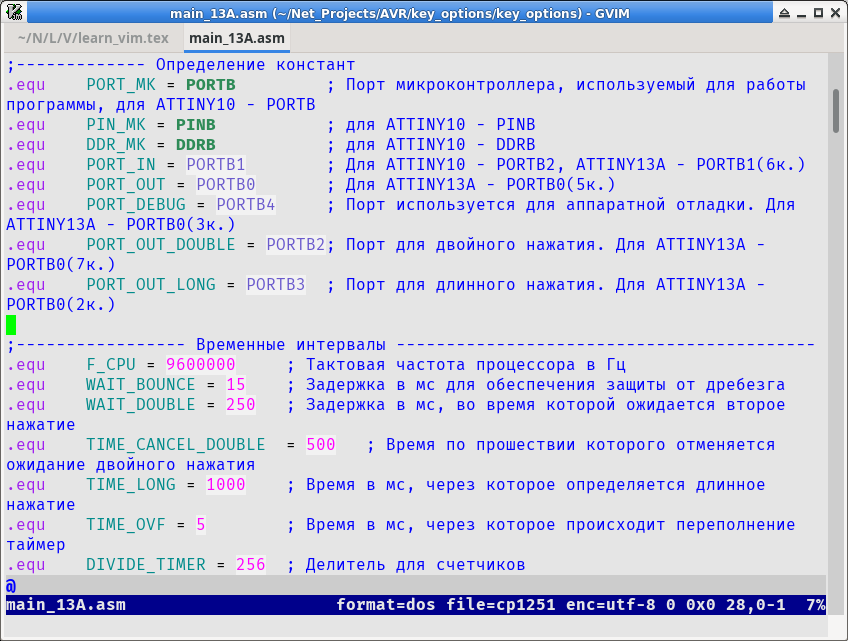 main_13A.asm (~/Net_Projects/AVR/key_options/key_options) - GVIM
~/N/L/V/learn_vim.tex main_13A.asm
;------------- Определение констант
.equ    PORT_MK = PORTB         ; Порт микроконтроллера, используемый для работы
программы, для ATTINY10 - PORTB
.equ    PIN_MK = PINB           ; для ATTINY10 - PINB
.equ    DDR_MK = DDRB           ; для ATTINY10 - DDRB
.equ    PORT_IN = PORTB1        ; Для ATTINY10 - PORTB2, ATTINY13A - PORTB1(6к.)
.equ    PORT_OUT = PORTB0       ; Для ATTINY13A - PORTB0(5к.)
.equ    PORT_DEBUG = PORTB4     ; Порт используется для аппаратной отладки. Для
ATTINY13A - PORTB0(3к.)
.equ    PORT_OUT_DOUBLE = PORTB2; Порт для двойного нажатия. Для ATTINY13A -
PORTB0(7к.)
.equ    PORT_OUT_LONG = PORTB3  ; Порт для длинного нажатия. Для ATTINY13A -
PORTB0(2к.)
;----------------- Временные интервалы ------------------------------------------
.equ    F_CPU = 9600000     ; Тактовая частота процессора в Гц
.equ    WAIT_BOUNCE = 15    ; Задержка в мс для обеспечения защиты от дребезга
.equ    WAIT_DOUBLE = 250   ; Задержка в мс, во время которой ожидается второе
нажатие
.equ    TIME_CANCEL_DOUBLE  = 500   ; Время по прошествии которого отменяется
ожидание двойного нажатия
.equ    TIME_LONG = 1000    ; Время в мс, через которое определяется длинное
нажатие
.equ    TIME_OVF = 5        ; Время в мс, через которое происходит переполнение
таймер
.equ    DIVIDE_TIMER = 256  ; Делитель для счетчиков
@
main_13A.asm format=dos file=cp1251 enc=utf-8 0 0x0 28,0-1 7%